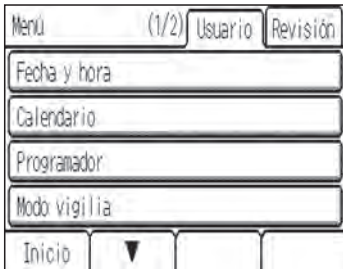 Menú (1/2) Usuario Revisión
Fecha y hora
Calendario
Programador
Modo vigilia
Inicio ▼